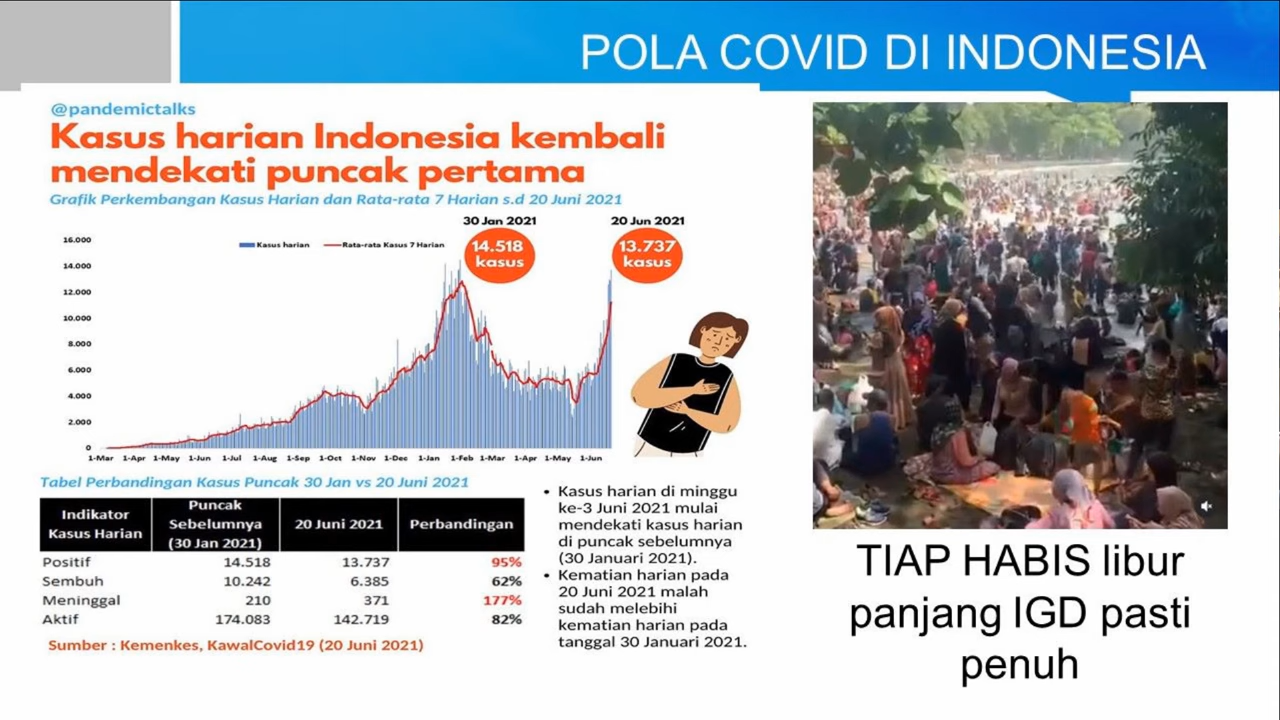 POLA COVID DI INDONESIA
@pandemictalks
Kasus harian Indonesia kembali
mendekati puncak pertama
Grafik Perkembangan Kasus Harian dan Rata-rata 7 Harian s.d 20 Juni 2021
30 Jan 2021
20 Jun 2021
14.518
kasus
13.737
kasus
Kasus harian
Rata-rata Kasus 7 Harian
16.000
14.000
12.000
10.000
8.000
6.000
4.000
2.000
0
1-Mar 1-Apr 1-May 1-Jun 1-Jul 1-Aug 1-Sep 1-Oct 1-Nov 1-Dec 1-Jan 1-Feb 1-Mar 1-Apr 1-May 1-Jun
Tabel Perbandingan Kasus Puncak 30 Jan vs 20 Juni 2021
Indikator
Kasus Harian
Puncak
Sebelumnya
(30 Jan 2021)
20 Juni 2021
Perbandingan
Positif 14.518 13.737 95%
Sembuh 10.242 6.385 62%
Meninggal 210 371 177%
Aktif 174.083 142.719 82%
Sumber : Kemenkes, KawalCovid19 (20 Juni 2021)
• Kasus harian di minggu
ke-3 Juni 2021 mulai
mendekati kasus harian
di puncak sebelumnya
(30 Januari 2021).
• Kematian harian pada
20 Juni 2021 malah
sudah melebihi
kematian harian pada
tanggal 30 Januari 2021.
TIAP HABIS libur
panjang IGD pasti
penuh